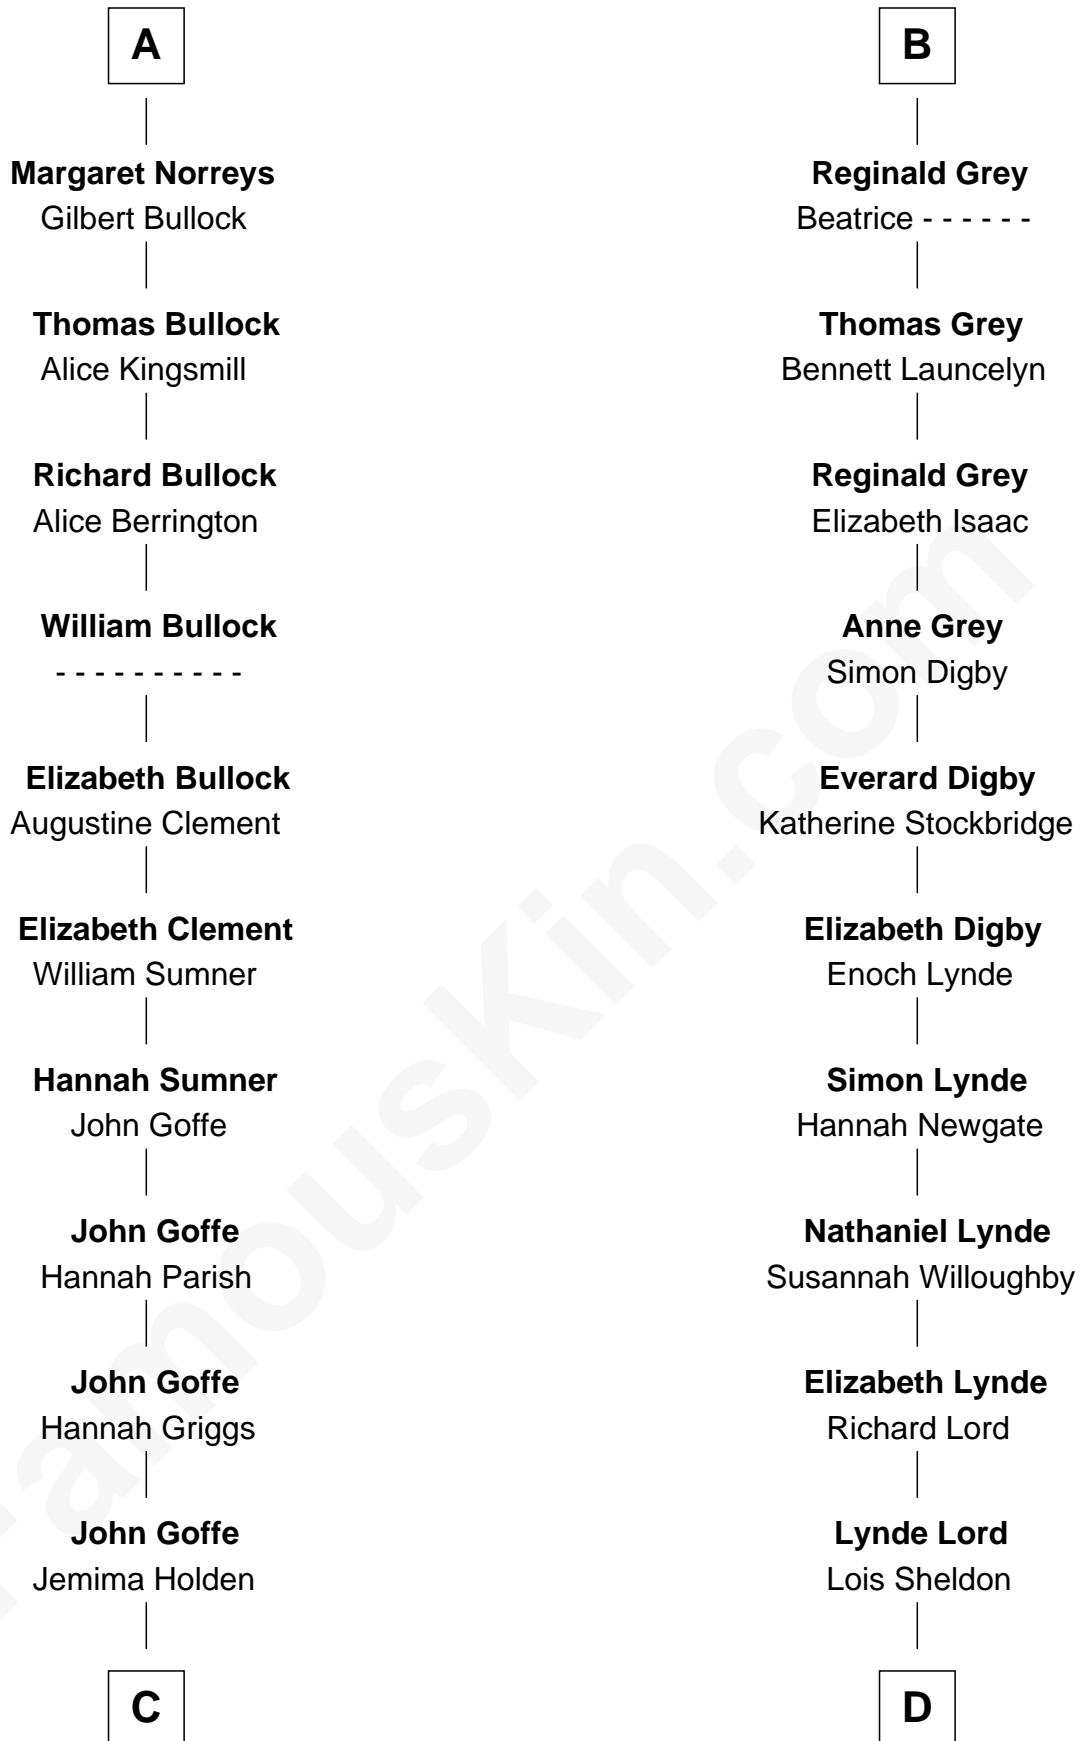 A
Margaret Norreys
Gilbert Bullock
Thomas Bullock
Alice Kingsmill
Richard Bullock
Alice Berrington
William Bullock
- - - - - - - - - -
Elizabeth Bullock
Augustine Clement
Elizabeth Clement
William Sumner
Hannah Sumner
John Goffe
John Goffe
Hannah Parish
John Goffe
Hannah Griggs
John Goffe
Jemima Holden
C
B
Reginald Grey
Beatrice - - - - - -
Thomas Grey
Bennett Launcelyn
Reginald Grey
Elizabeth Isaac
Anne Grey
Simon Digby
Everard Digby
Katherine Stockbridge
Elizabeth Digby
Enoch Lynde
Simon Lynde
Hannah Newgate
Nathaniel Lynde
Susannah Willoughby
Elizabeth Lynde
Richard Lord
Lynde Lord
Lois Sheldon
D
FamousKin.com